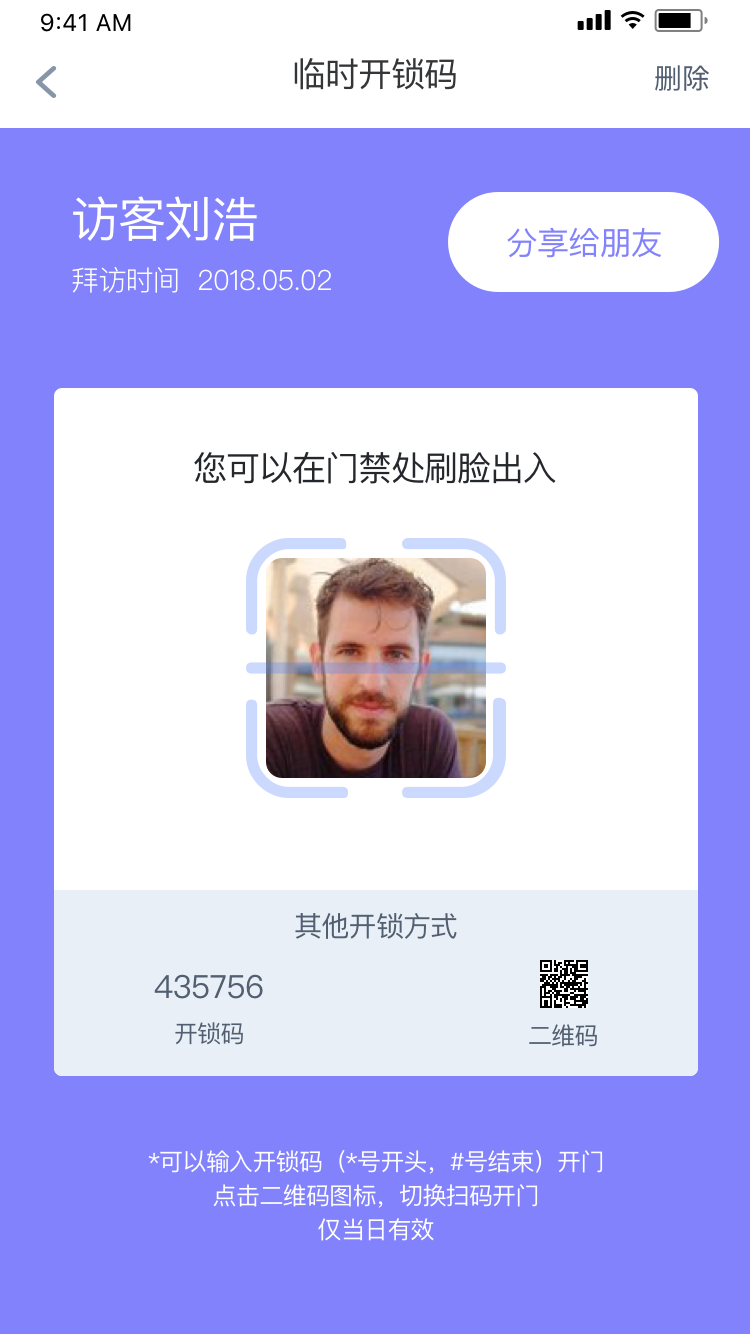 9:41 AM
临时开锁码
删除
访客刘浩
分享给朋友
拜访时间 2018.05.02
您可以在门禁处刷脸出入
其他开锁方式
435756
开锁码
二维码
*可以输入开锁码（*号开头，#号结束）开门
点击二维码图标，切换扫码开门
仅当日有效